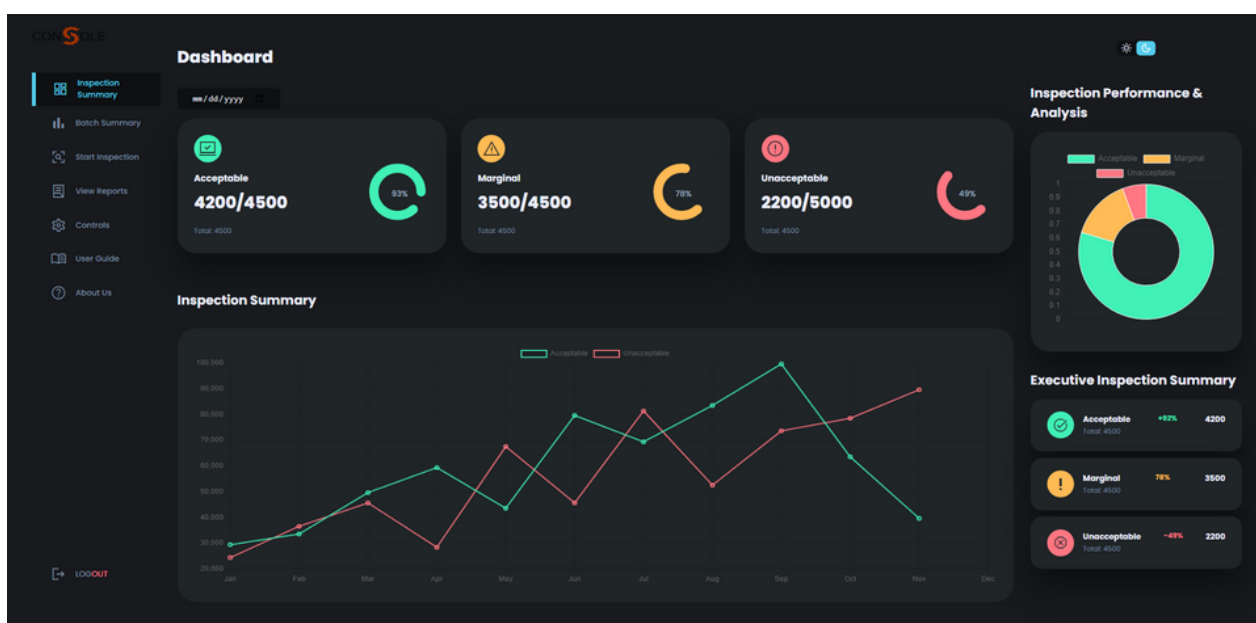 CONSOLE
Inspection
Summary
Batch Summary
Start Inspection
View Reports
Controls
User Guide
About Us
LOGOUT
Dashboard
mm/dd/yyyy
Acceptable
4200/4500
Total: 4500
93%
Marginal
3500/4500
Total: 4500
78%
Unacceptable
2200/5000
Total: 4500
49%
Inspection Summary
Acceptable Unacceptable
100,000
90,000
80,000
70,000
60,000
50,000
40,000
30,000
20,000
Jan Feb Mar Apr May Jun Jul Aug Sep Oct Nov Dec
Inspection Performance &
Analysis
Acceptable Marginal
Unacceptable
1
0.9
0.8
0.7
0.6
0.5
0.4
0.3
0.2
0.1
0
Executive Inspection Summary
Acceptable +92% 4200
Total: 4500
Marginal 78% 3500
Total: 4500
Unacceptable -49% 2200
Total: 4500